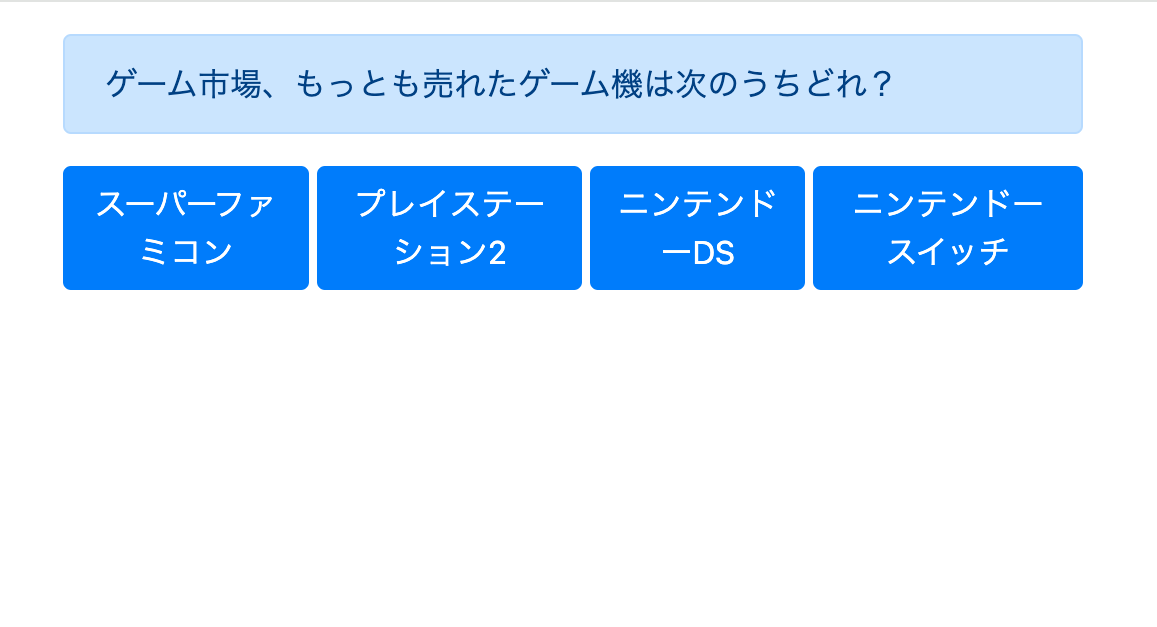 ゲーム市場、もっとも売れたゲーム機は次のうちどれ？
スーパーファ
ミコン
プレイステー
ション2
ニンテンド
ーDS
ニンテンドー
スイッチ